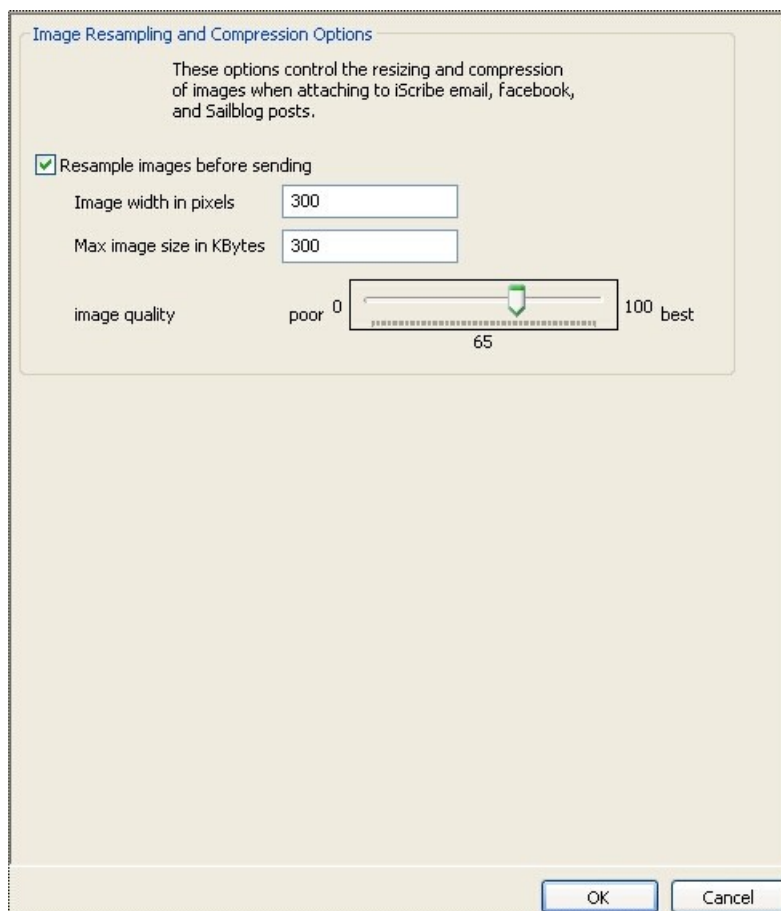 Image Resampling and Compression Options
These options control the resizing and compression
of images when attaching to iScribe email, facebook,
and Sailblog posts.
Resample images before sending
Image width in pixels 300
Max image size in KBytes 300
image quality poor 0 100 best
65
OK Cancel